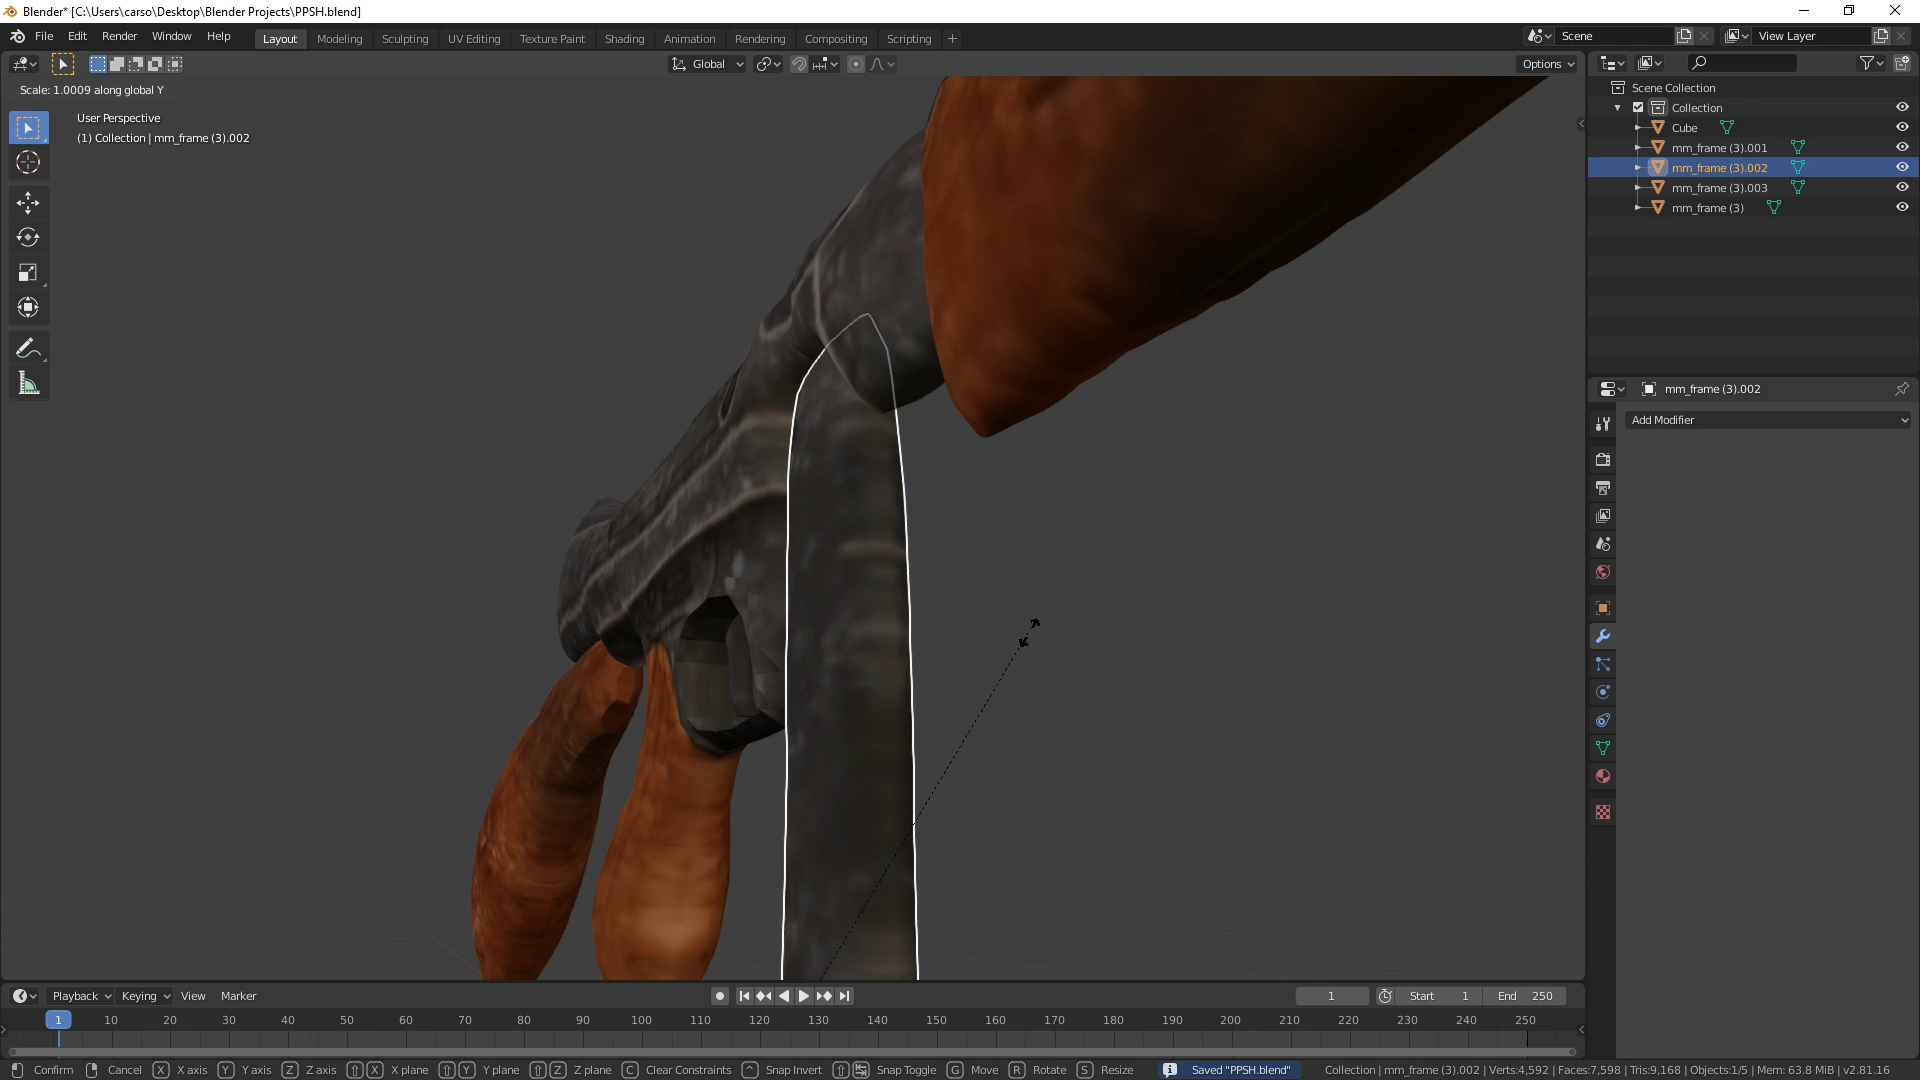 Blender* [C:\Users\carso\Desktop\Blender Projects\PPSH.blend]
File Edit Render Window Help Layout Modeling Sculpting UV Editing Texture Paint Shading Animation Rendering Compositing Scripting + Scene View Layer
Global Options
Scale: 1.0009 along global Y
User Perspective
(1) Collection | mm_frame (3).002
Scene Collection
Collection
Cube
mm_frame (3).001
mm_frame (3).002
mm_frame (3).003
mm_frame (3)
mm_frame (3).002
Add Modifier
Playback Keying View Marker 1 Start 1 End 250
1 10 20 30 40 50 60 70 80 90 100 110 120 130 140 150 160 170 180 190 200 210 220 230 240 250
Confirm Cancel X X axis Y Y axis Z Z axis X X plane Y Y plane Z Z plane C Clear Constraints Snap Invert Snap Toggle G Move R Rotate S Resize Saved "PPSH.blend" Collection | mm_frame (3).002 | Verts:4,592 | Faces:7,598 | Tris:9,168 | Objects:1/5 | Mem: 63.8 MiB | v2.81.16